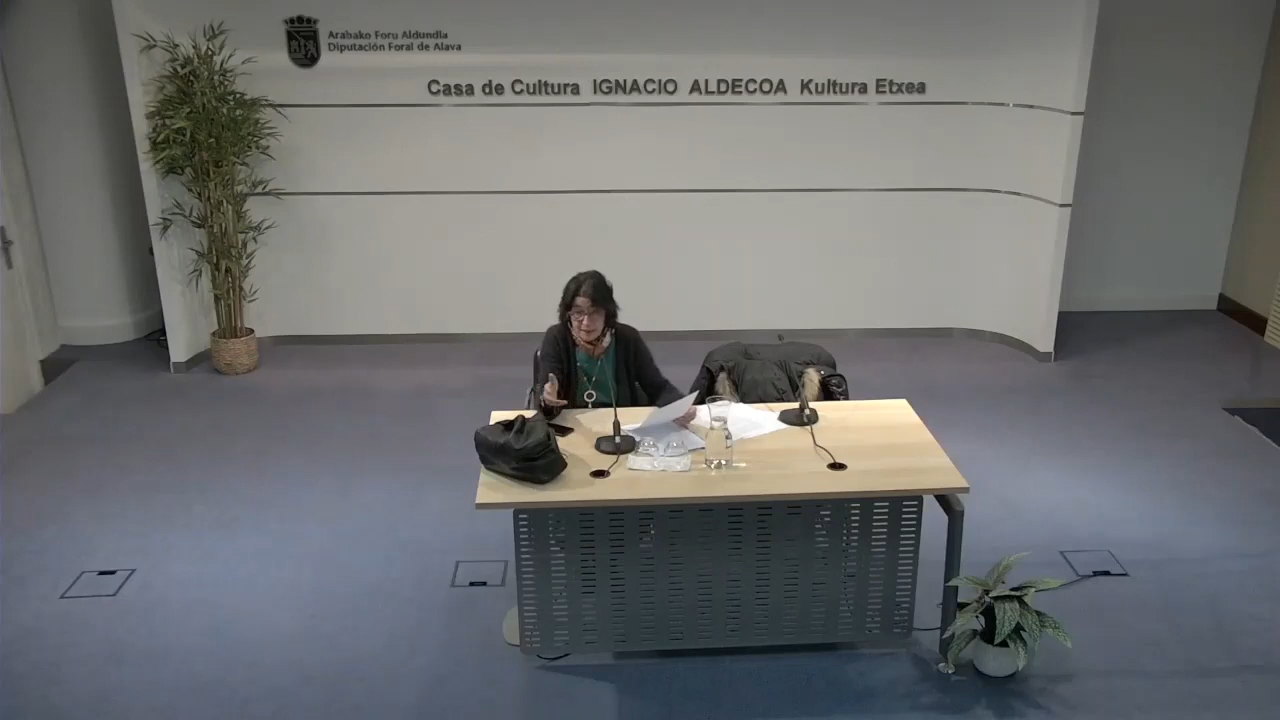 Arabako Foru Aldundia
Diputación Foral de Alava
Casa de Cultura IGNACIO ALDECOA Kultura Etxea